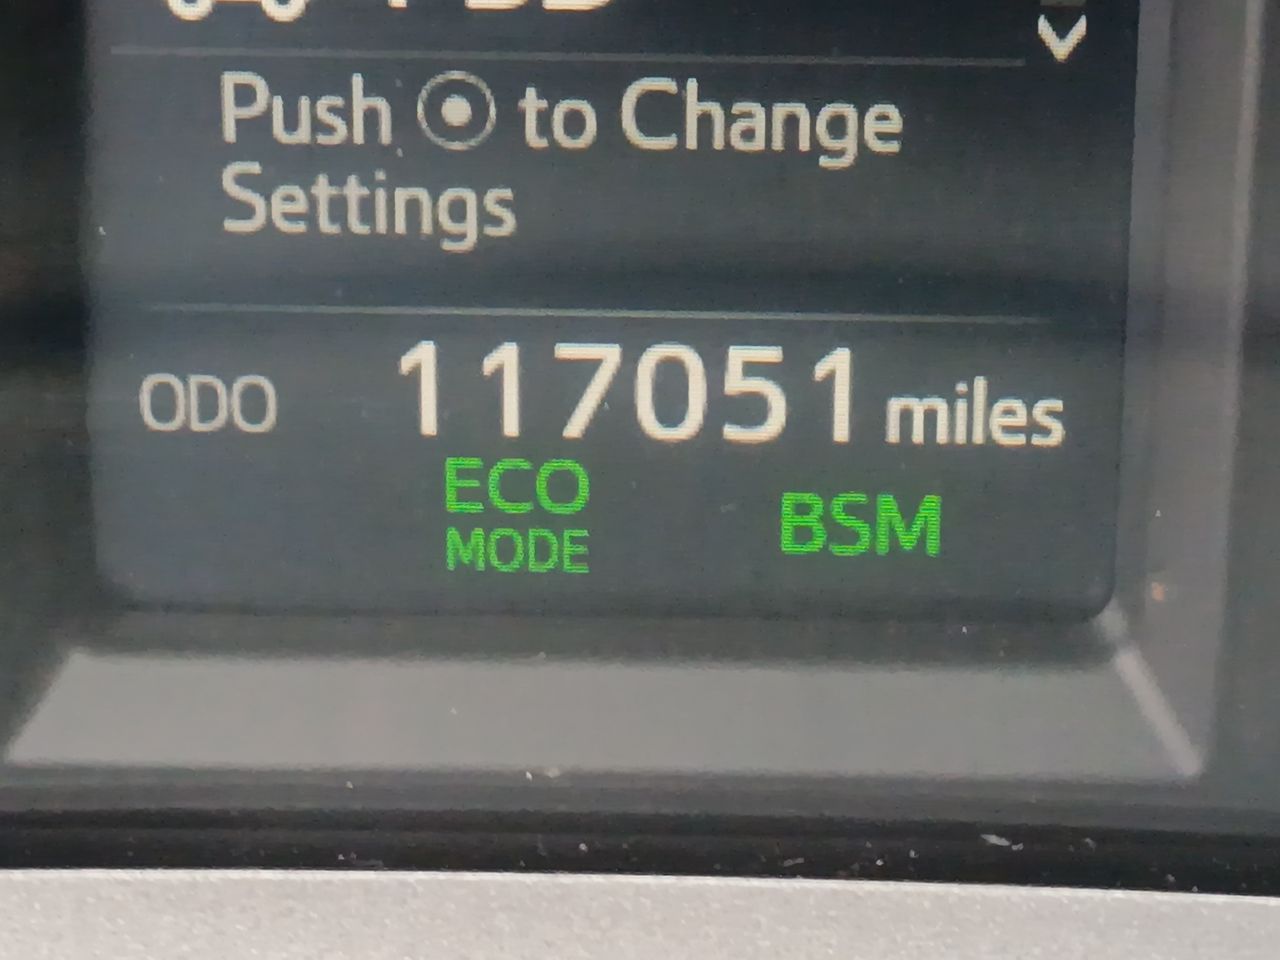 Push to Change
Settings
ODO 117051 miles
ECO
MODE
BSM